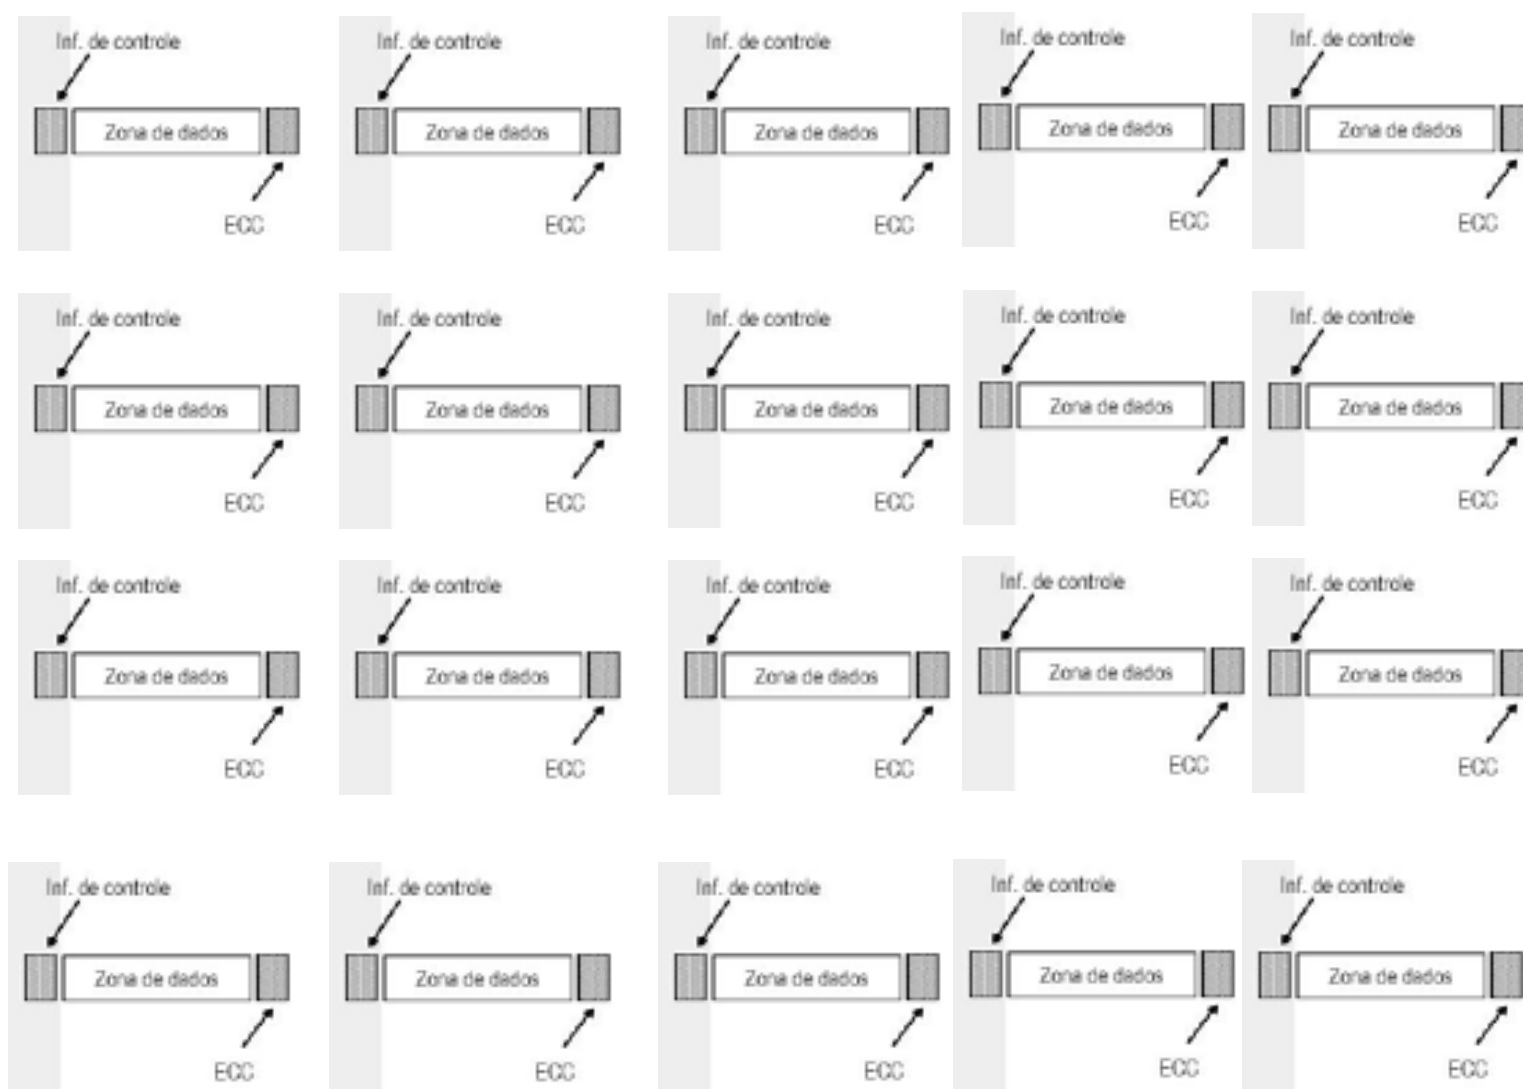 Inf. de controle Inf. de controle Inf. de controle Inf. de controle Inf. de controle
Zona de dados Zona de dados Zona de dados Zona de dados Zona de dados
ECC ECC ECC ECC ECC
Inf. de controle Inf. de controle Inf. de controle Inf. de controle Inf. de controle
Zona de dados Zona de dados Zona de dados Zona de dados Zona de dados
ECC ECC ECC ECC ECC
Inf. de controle Inf. de controle Inf. de controle Inf. de controle Inf. de controle
Zona de dados Zona de dados Zona de dados Zona de dados Zona de dados
ECC ECC ECC ECC ECC
Inf. de controle Inf. de controle Inf. de controle Inf. de controle Inf. de controle
Zona de dados Zona de dados Zona de dados Zona de dados Zona de dados
ECC ECC ECC ECC ECC